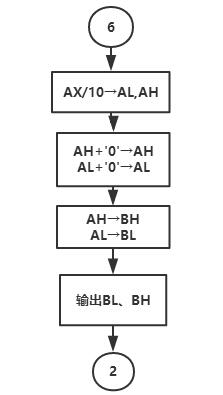 6
AX/10→AL,AH
AH+'0'→AH
AL+'0'→AL
AH→BH
AL→BL
输出BL、BH
2